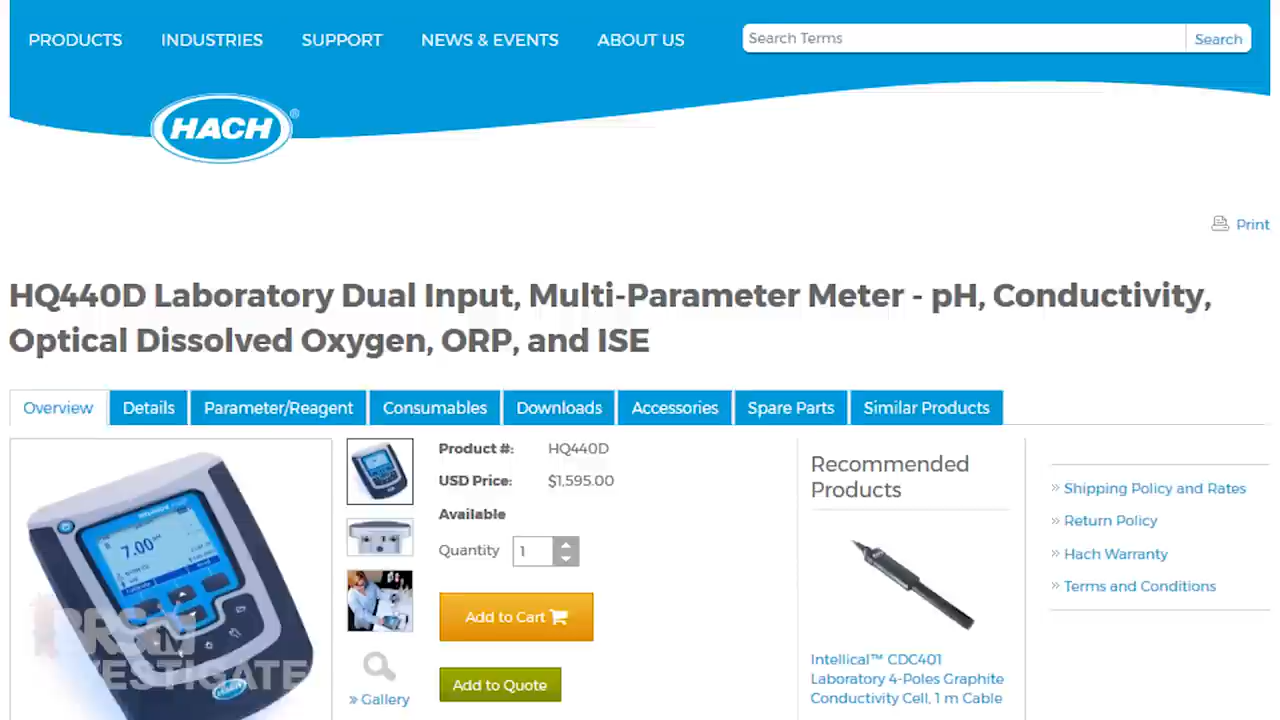 PRODUCTS INDUSTRIES SUPPORT NEWS & EVENTS ABOUT US Search Terms Search
HACH®
Print
HQ440D Laboratory Dual Input, Multi-Parameter Meter - pH, Conductivity,
Optical Dissolved Oxygen, ORP, and ISE
Overview Details Parameter/Reagent Consumables Downloads Accessories Spare Parts Similar Products
Product #: HQ440D
USD Price: $1,595.00
Available
Quantity 1
Add to Cart
Add to Quote
» Gallery
7.00
HACH
Recommended
Products
Intellical™ CDC401
Laboratory 4-Poles Graphite
Conductivity Cell, 1 m Cable
» Shipping Policy and Rates
» Return Policy
» Hach Warranty
» Terms and Conditions